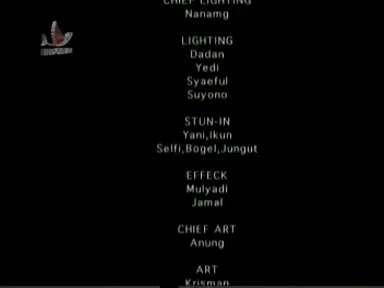 CHIEF LIGHTING
Nanamg
LIGHTING
Dadan
Yedi
Syaeful
Suyono
STUN-IN
Yani,Ikun
Selfi,Bogel,Jungut
EFFECK
Mulyadi
Jamal
CHIEF ART
Anung
ART
Krisman